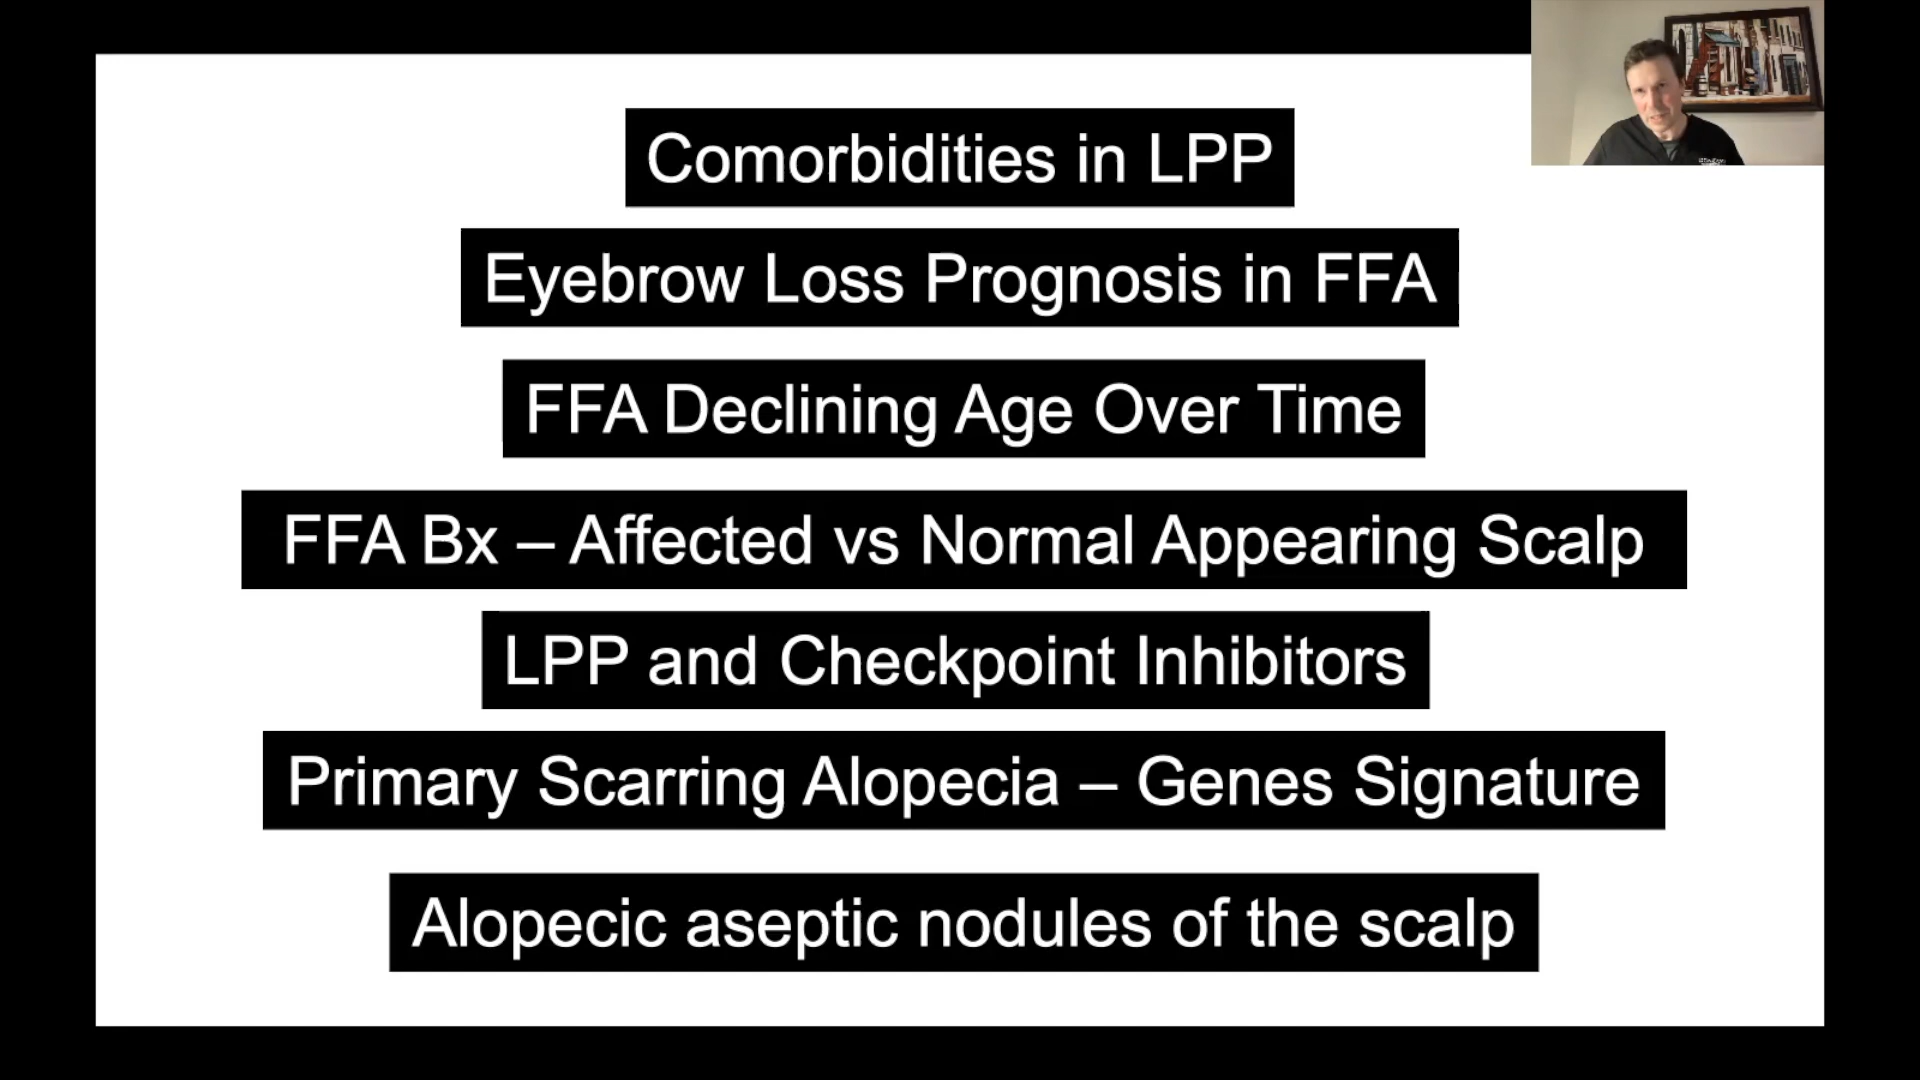 Comorbidities in LPP
Eyebrow Loss Prognosis in FFA
FFA Declining Age Over Time
FFA Bx – Affected vs Normal Appearing Scalp
LPP and Checkpoint Inhibitors
Primary Scarring Alopecia – Genes Signature
Alopecic aseptic nodules of the scalp